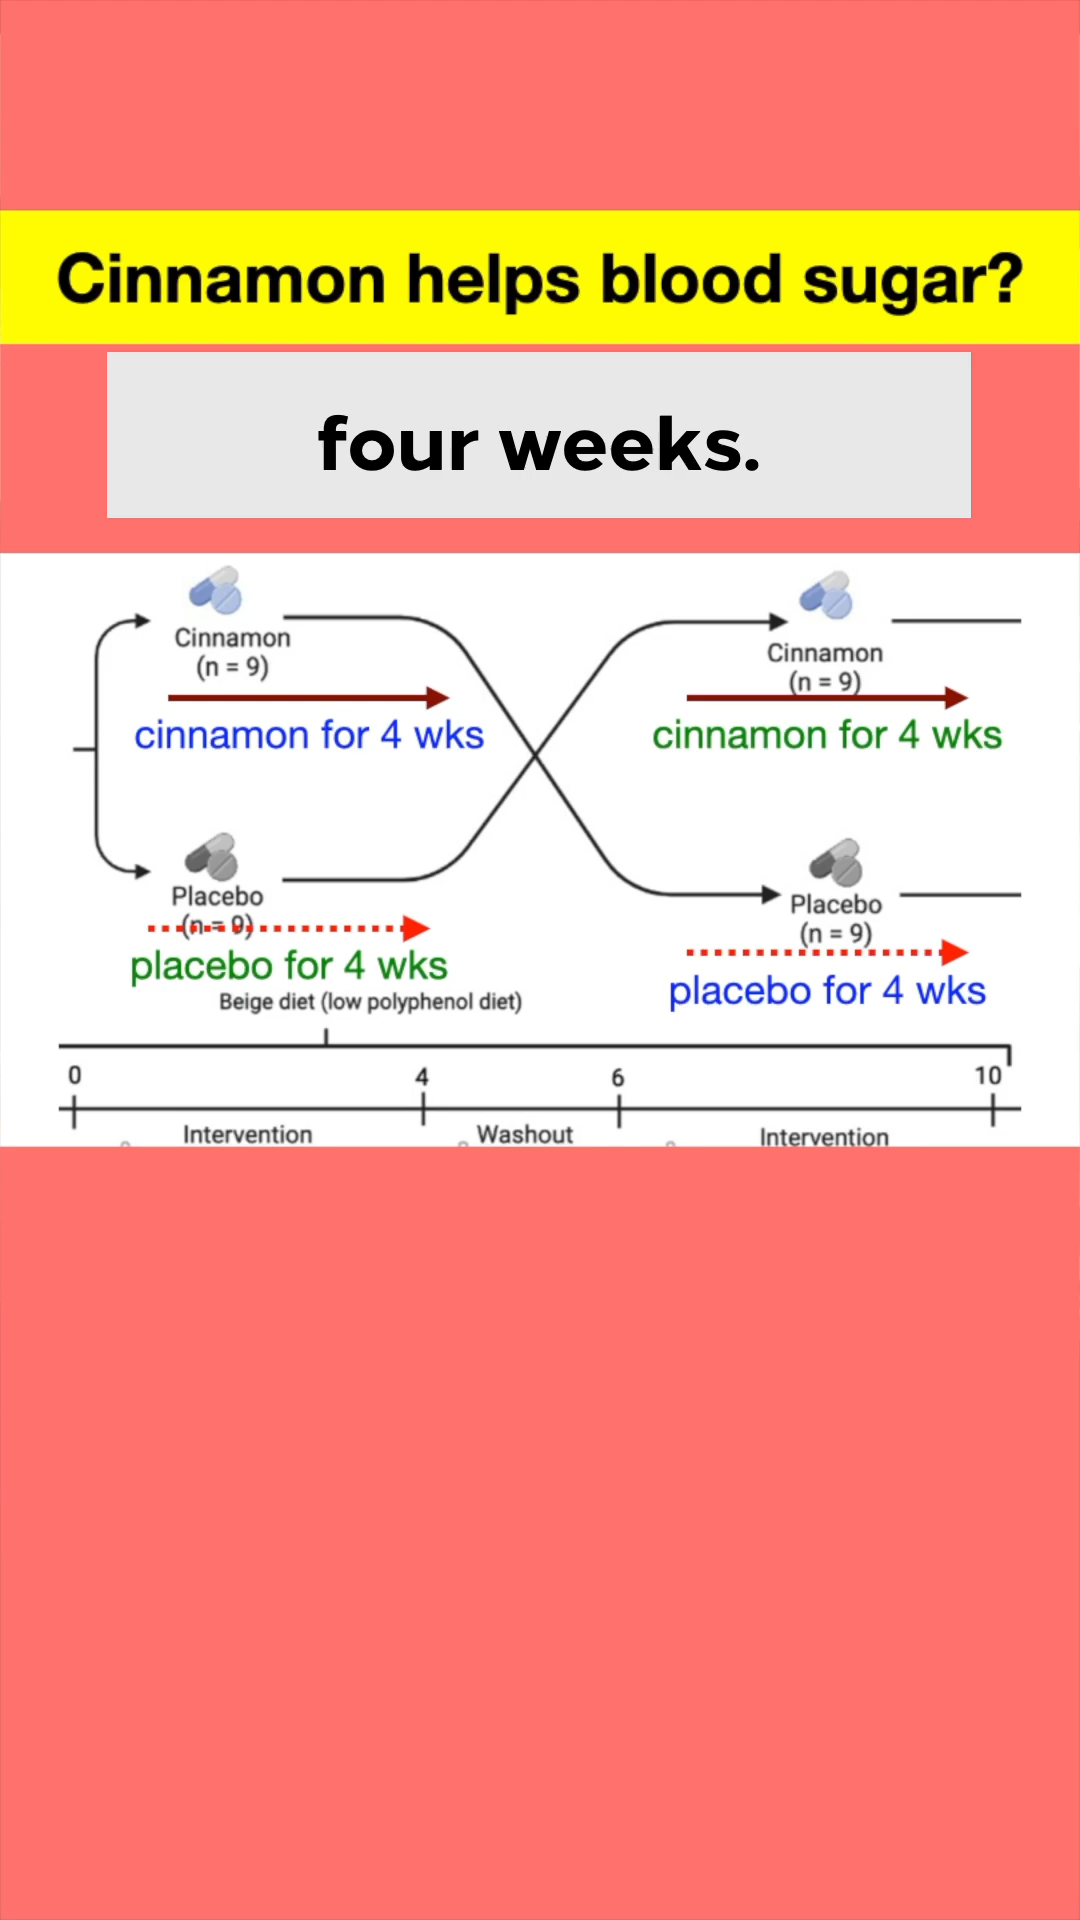 Cinnamon helps blood sugar?
four weeks.
Cinnamon
(n = 9)
cinnamon for 4 wks
Cinnamon
(n = 9)
cinnamon for 4 wks
Placebo
(n = 9)
placebo for 4 wks
Placebo
(n = 9)
placebo for 4 wks
Beige diet (low polyphenol diet)
0 4 6 10
Intervention Washout Intervention